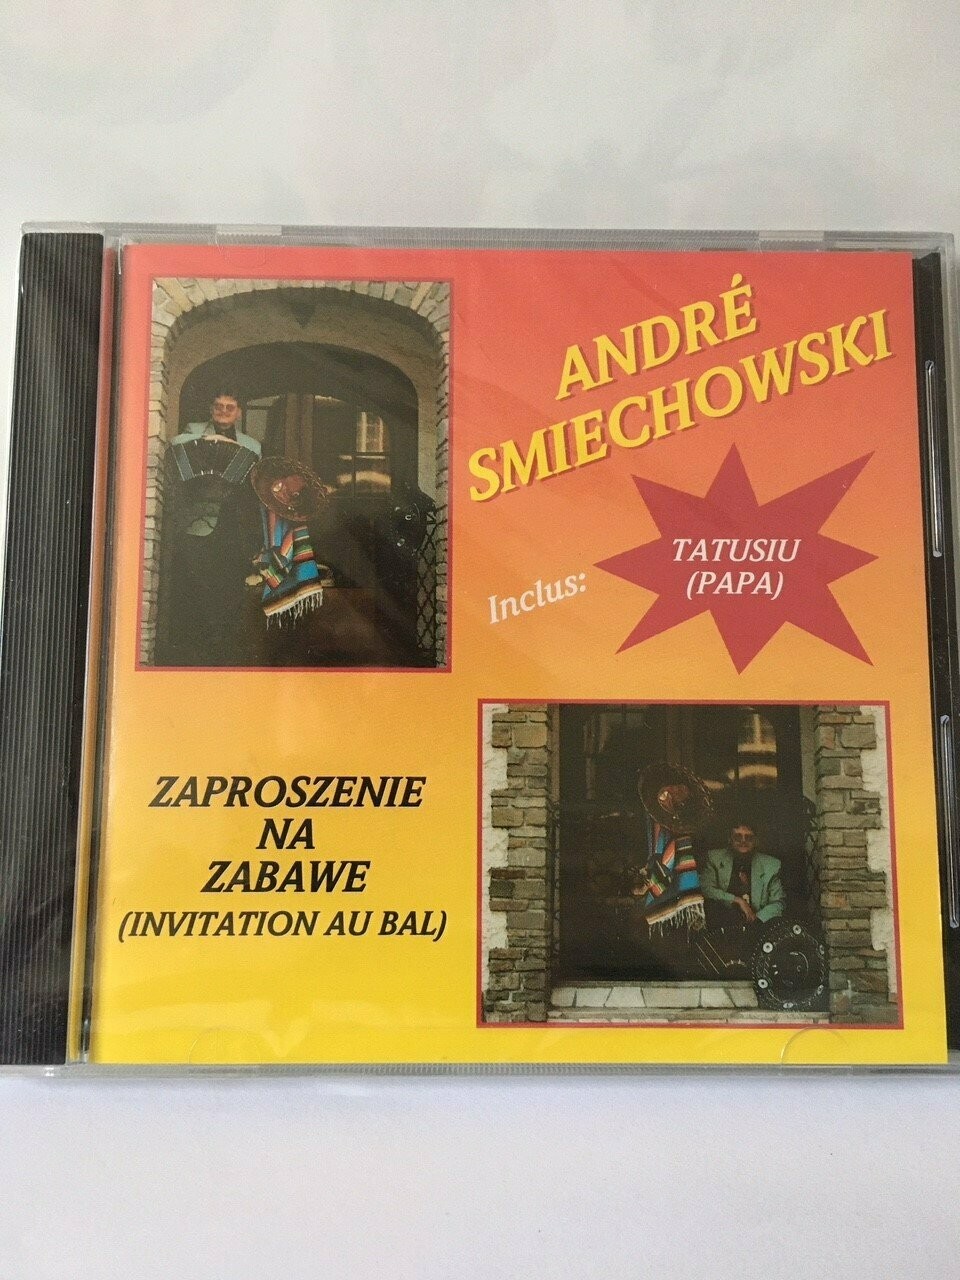 ANDRÉ
SMIECHOWSKI
Inclus:
TATUSIU
(PAPA)
ZAPROSZENIE
NA
ZABAWE
(INVITATION AU BAL)